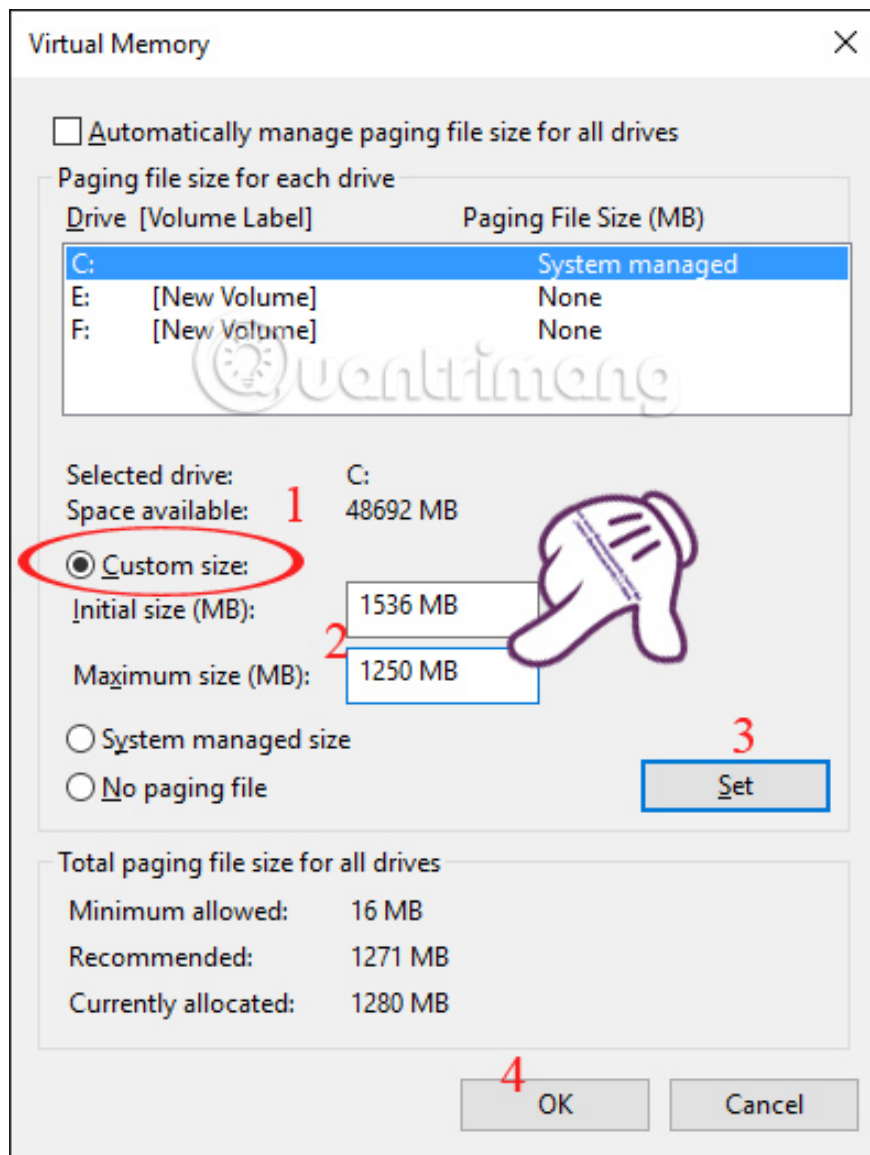 Virtual Memory
Automatically manage paging file size for all drives
Paging file size for each drive
Drive [Volume Label] Paging File Size (MB)
C: System managed
E: [New Volume] None
F: [New Volume] None
Quantrimang
Selected drive: C:
Space available: 1 48692 MB
Custom size:
Initial size (MB): 1536 MB
2
Maximum size (MB): 1250 MB
System managed size 3
No paging file Set
Total paging file size for all drives
Minimum allowed: 16 MB
Recommended: 1271 MB
Currently allocated: 1280 MB
4
OK Cancel